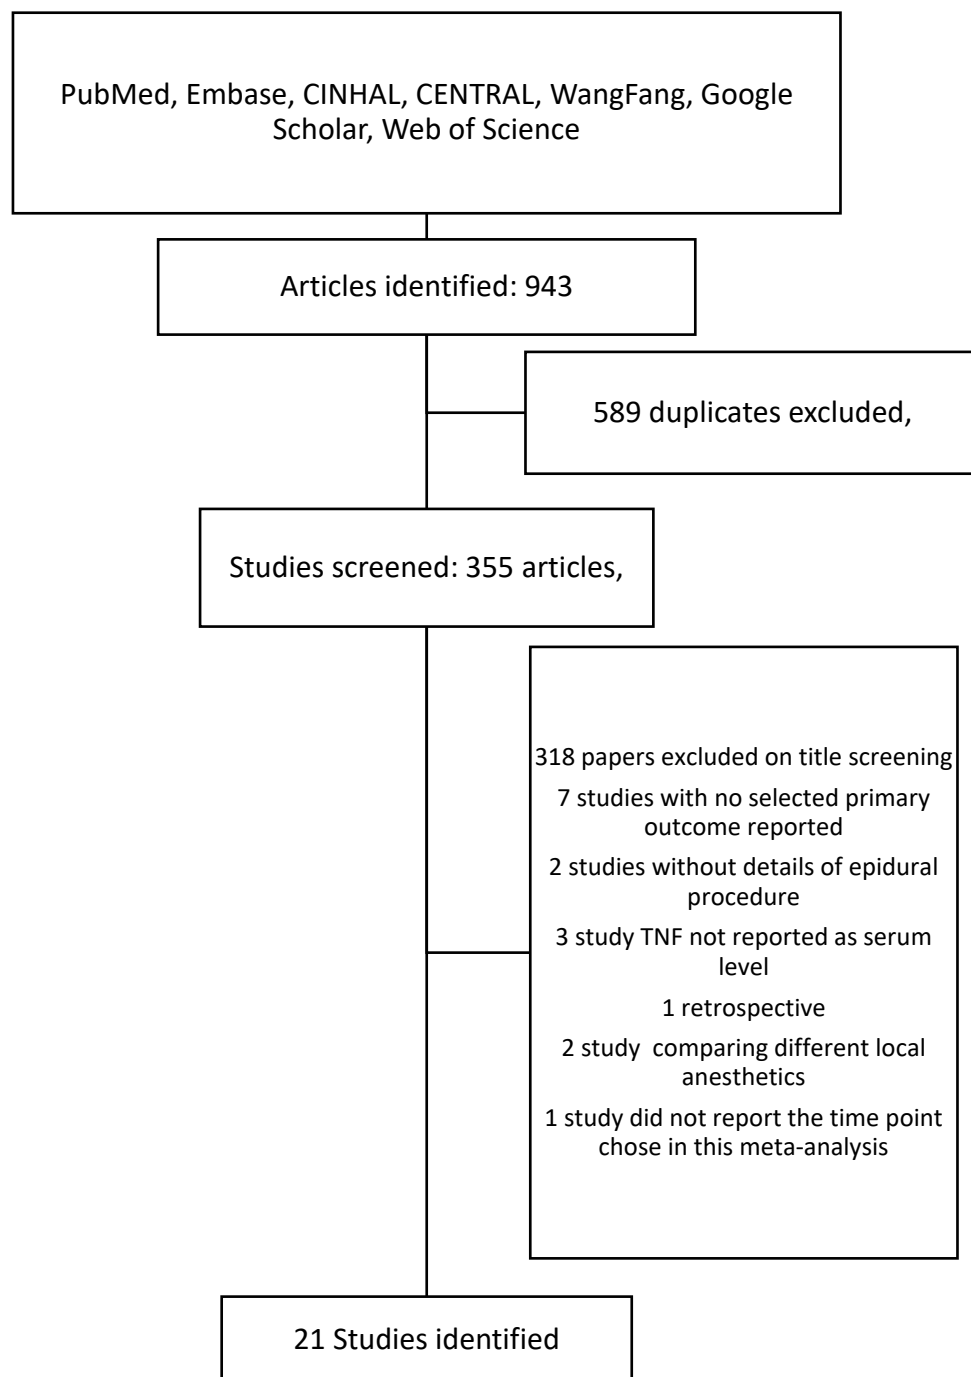 PubMed, Embase, CINHAL, CENTRAL, WangFang, Google
Scholar, Web of Science
Articles identified: 943
589 duplicates excluded,
Studies screened: 355 articles,
318 papers excluded on title screening
7 studies with no selected primary
outcome reported
2 studies without details of epidural
procedure
3 study TNF not reported as serum
level
1 retrospective
2 study  comparing different local
anesthetics
1 study did not report the time point
chose in this meta-analysis
21 Studies identified